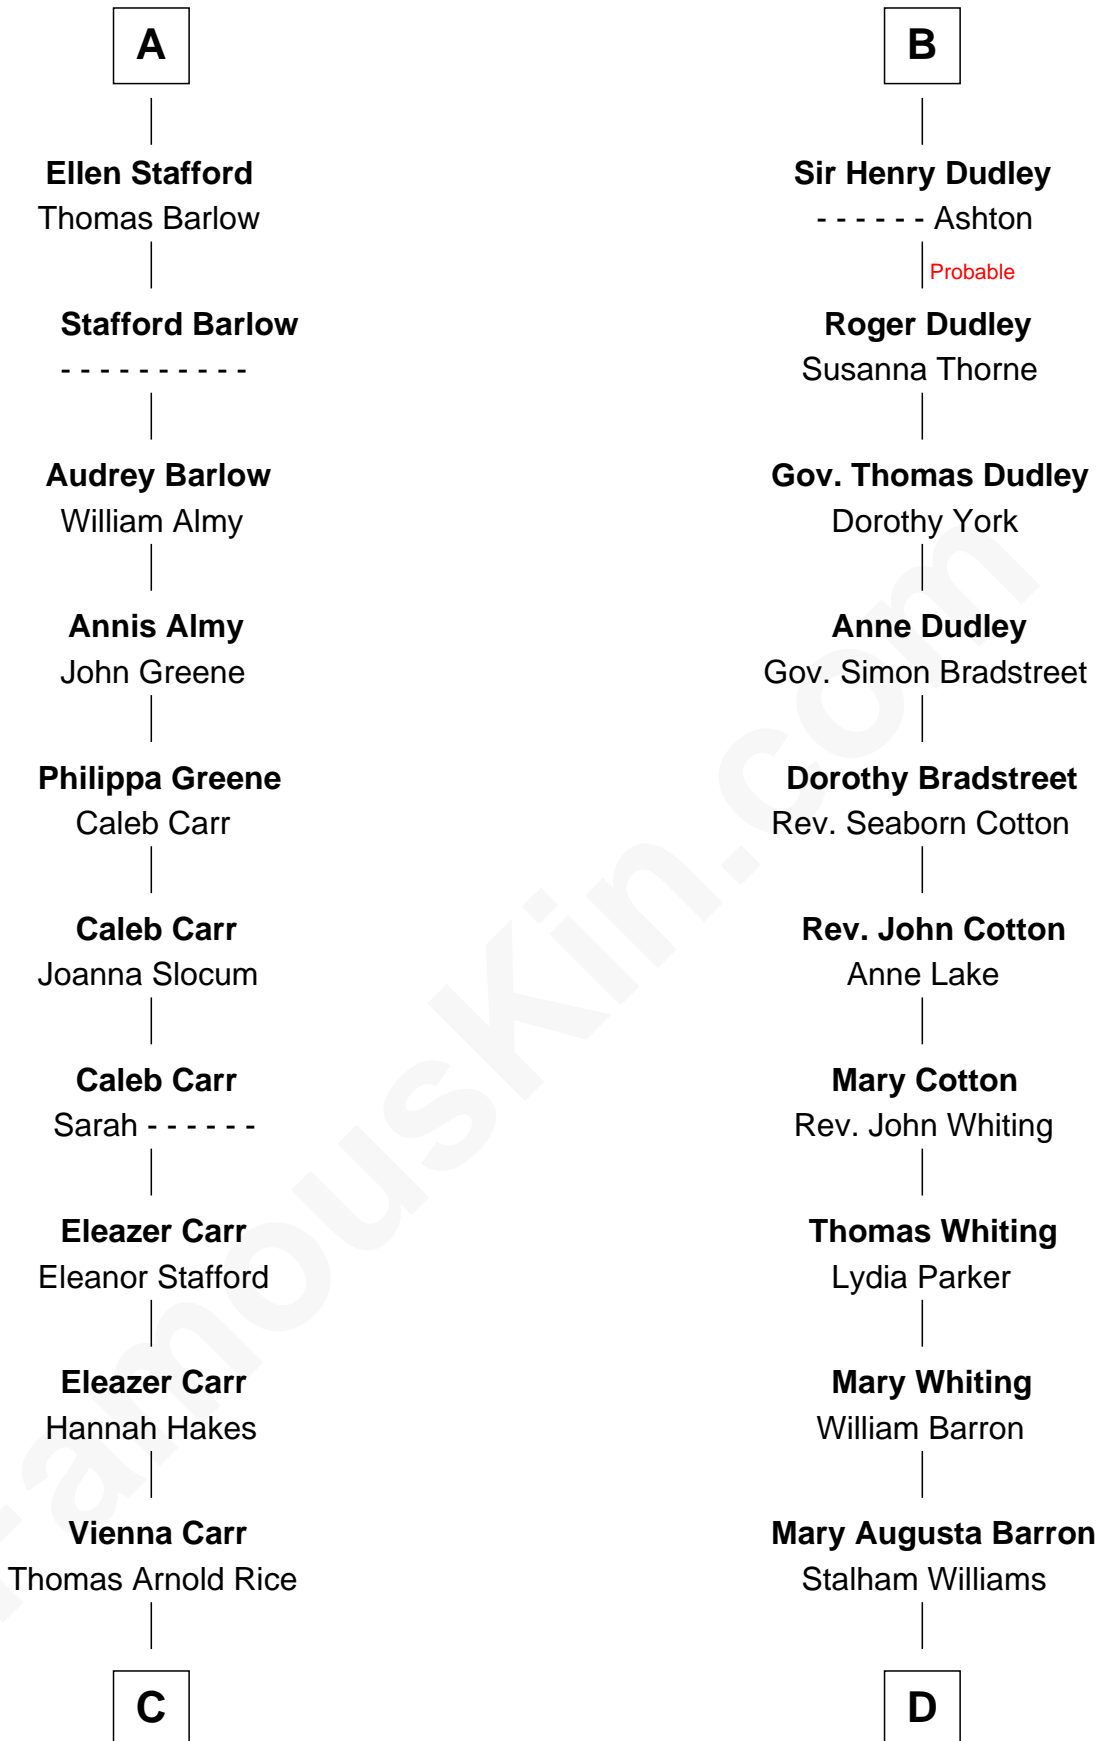 A
Ellen Stafford
Thomas Barlow
Stafford Barlow
- - - - - - - - - -
Audrey Barlow
William Almy
Annis Almy
John Greene
Philippa Greene
Caleb Carr
Caleb Carr
Joanna Slocum
Caleb Carr
Sarah - - - - - -
Eleazer Carr
Eleanor Stafford
Eleazer Carr
Hannah Hakes
Vienna Carr
Thomas Arnold Rice
C
B
Sir Henry Dudley
- - - - - - Ashton
Probable
Roger Dudley
Susanna Thorne
Gov. Thomas Dudley
Dorothy York
Anne Dudley
Gov. Simon Bradstreet
Dorothy Bradstreet
Rev. Seaborn Cotton
Rev. John Cotton
Anne Lake
Mary Cotton
Rev. John Whiting
Thomas Whiting
Lydia Parker
Mary Whiting
William Barron
Mary Augusta Barron
Stalham Williams
D
FamousKin.com